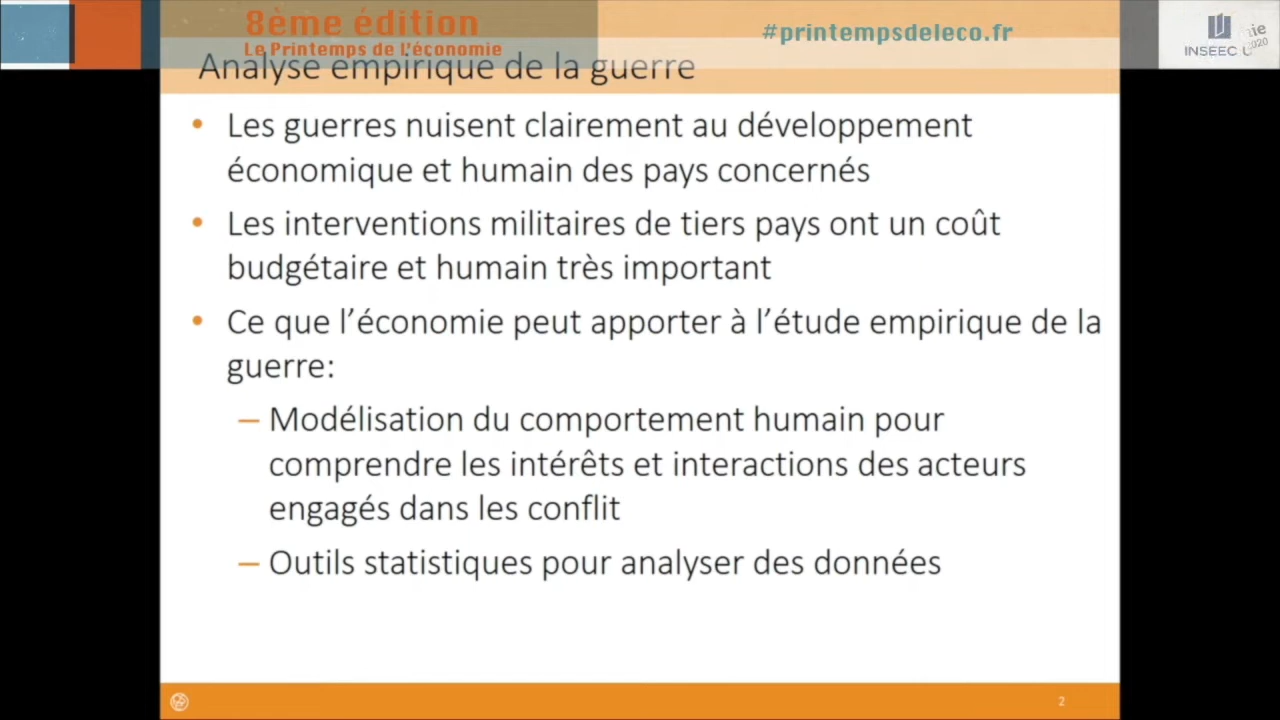 8ème édition
Le Printemps de l'économie
#printempsdeleco.fr
INSEEC U.
2020
Analyse empirique de la guerre
• Les guerres nuisent clairement au développement
économique et humain des pays concernés
• Les interventions militaires de tiers pays ont un coût
budgétaire et humain très important
• Ce que l’économie peut apporter à l’étude empirique de la
guerre:
– Modélisation du comportement humain pour
comprendre les intérêts et interactions des acteurs
engagés dans les conflit
– Outils statistiques pour analyser des données
2